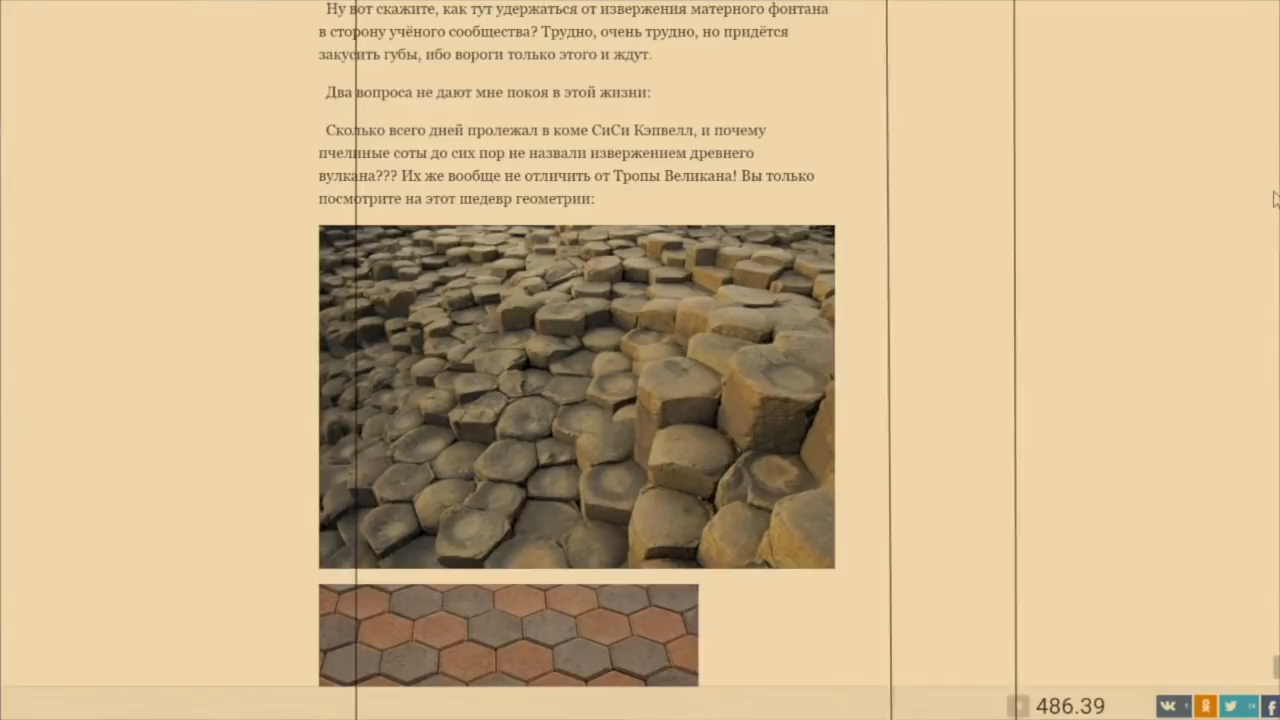 Ну вот скажите, как тут удержаться от извержения матерного фонтана
в сторону учёного сообщества? Трудно, очень трудно, но придётся
закусить губы, ибо вороги только этого и ждут.
Два вопроса не дают мне покоя в этой жизни:
Сколько всего дней пролежал в коме СиСи Кэпвелл, и почему
пчелиные соты до сих пор не назвали извержением древнего
вулкана??? Их же вообще не отличить от Тропы Великана! Вы только
посмотрите на этот шедевр геометрии:
486.39